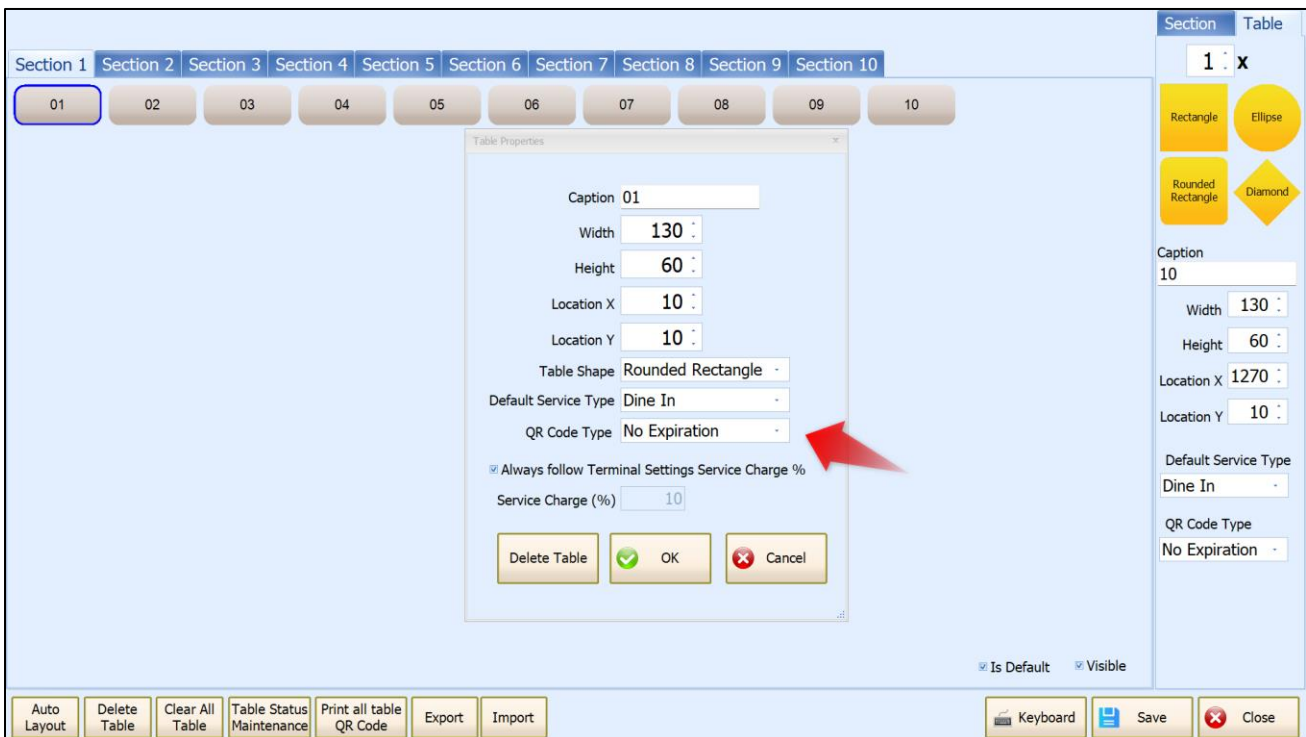 Section Table
Section 1 Section 2 Section 3 Section 4 Section 5 Section 6 Section 7 Section 8 Section 9 Section 10
1 x
01 02 03 04 05 06 07 08 09 10
Rectangle Ellipse
Rounded
Rectangle
Diamond
Caption
10
Width 130
Height 60
Location X 1270
Location Y 10
Default Service Type
Dine In
QR Code Type
No Expiration
Table Properties
Caption 01
Width 130
Height 60
Location X 10
Location Y 10
Table Shape Rounded Rectangle
Default Service Type Dine In
QR Code Type No Expiration
Always follow Terminal Settings Service Charge %
Service Charge (%) 10
Delete Table OK Cancel
Is Default Visible
Auto
Layout
Delete
Table
Clear All
Table
Table Status
Maintenance
Print all table
QR Code
Export
Import
Keyboard
Save
Close